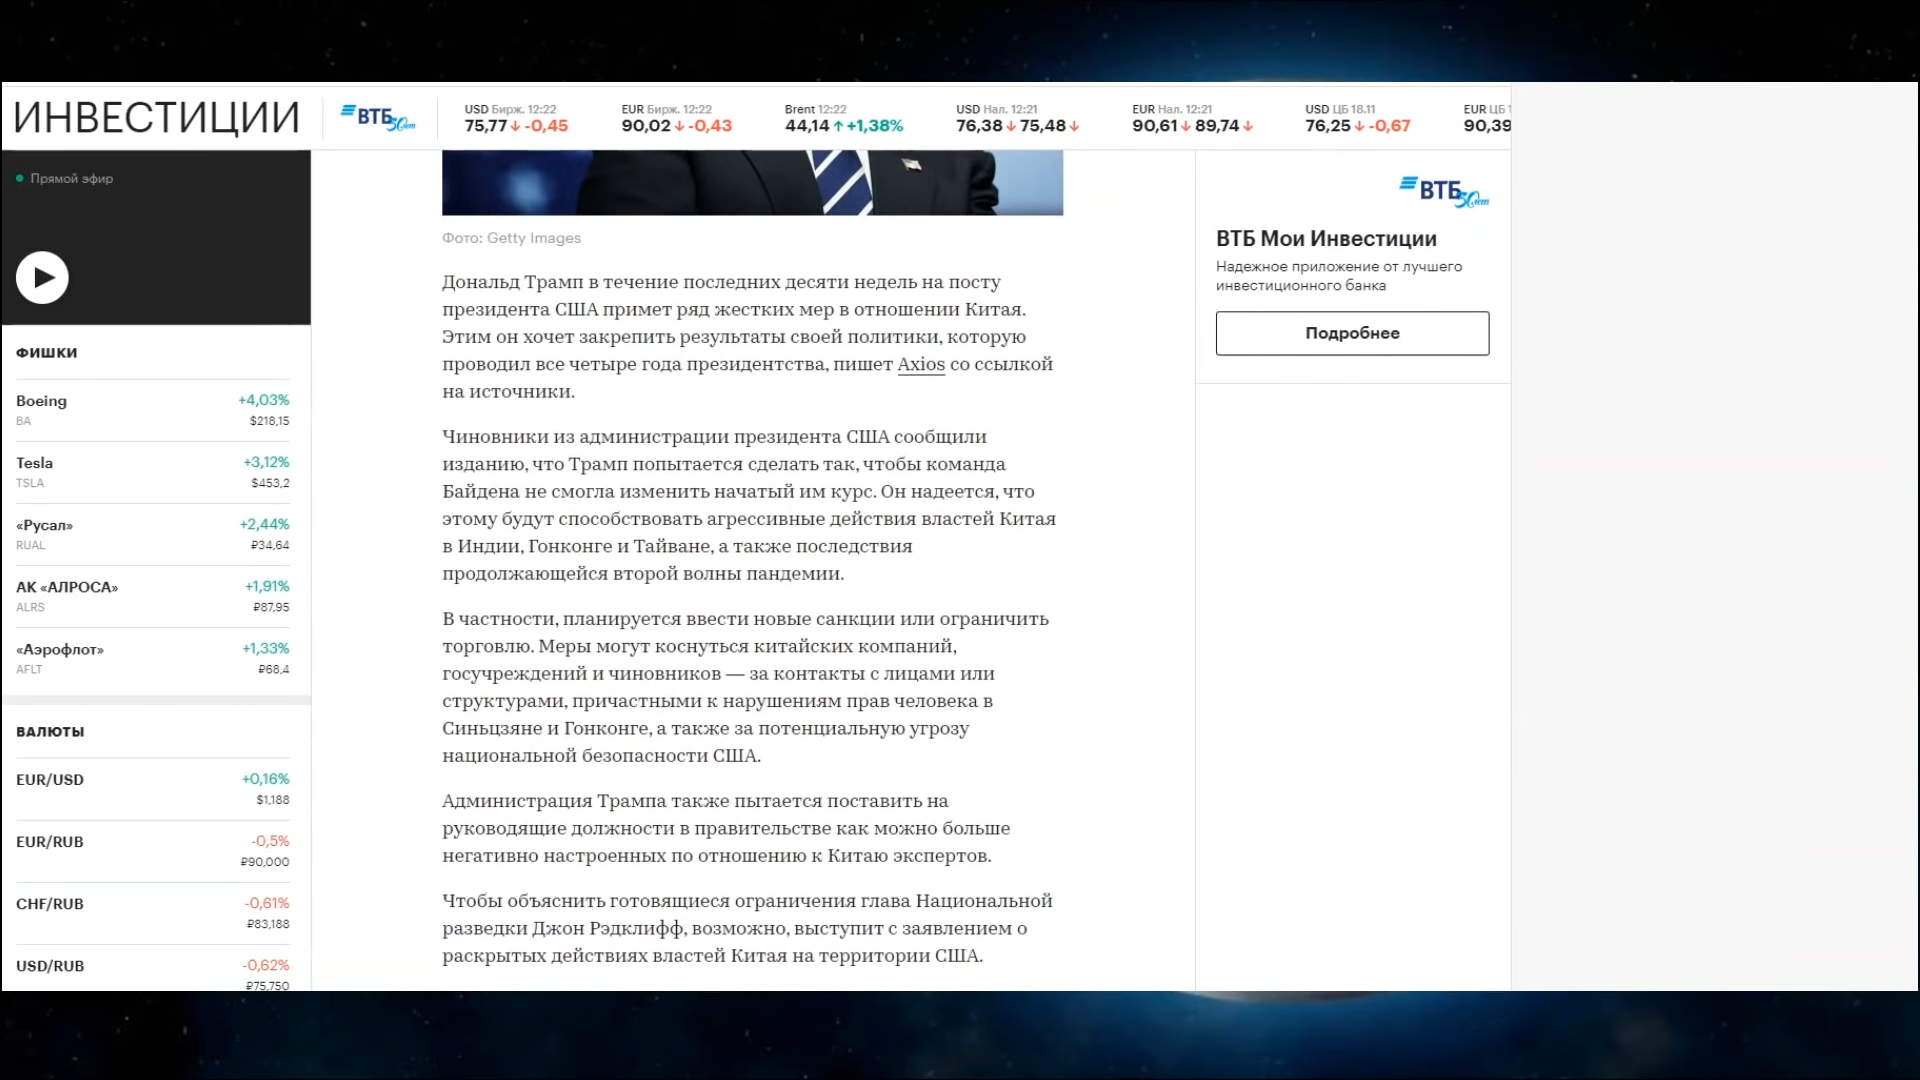 ИНВЕСТИЦИИ
ВТБ 30 лет
USD Бирж. 12:22
75,77 ↓ -0,45
EUR Бирж. 12:22
90,02 ↓ -0,43
Brent 12:22
44,14 ↑ +1,38%
USD Нал. 12:21
76,38 ↓ 75,48 ↓
EUR Нал. 12:21
90,61 ↓ 89,74 ↓
USD ЦБ 18.11
76,25 ↓ -0,67
EUR ЦБ 1
90,39
Прямой эфир
ФИШКИ
Boeing +4,03%
BA $218,15
Tesla +3,12%
TSLA $453,2
«Русал» +2,44%
RUAL ₽34,64
АК «АЛРОСА» +1,91%
ALRS ₽87,95
«Аэрофлот» +1,33%
AFLT ₽68,4
ВАЛЮТЫ
EUR/USD +0,16%
$1,188
EUR/RUB -0,5%
₽90,000
CHF/RUB -0,61%
₽83,188
USD/RUB -0,62%
₽75,750
Фото: Getty Images
Дональд Трамп в течение последних десяти недель на посту
президента США примет ряд жестких мер в отношении Китая.
Этим он хочет закрепить результаты своей политики, которую
проводил все четыре года президентства, пишет Axios со ссылкой
на источники.
Чиновники из администрации президента США сообщили
изданию, что Трамп попытается сделать так, чтобы команда
Байдена не смогла изменить начатый им курс. Он надеется, что
этому будут способствовать агрессивные действия властей Китая
в Индии, Гонконге и Тайване, а также последствия
продолжающейся второй волны пандемии.
В частности, планируется ввести новые санкции или ограничить
торговлю. Меры могут коснуться китайских компаний,
госучреждений и чиновников — за контакты с лицами или
структурами, причастными к нарушениям прав человека в
Синьцзяне и Гонконге, а также за потенциальную угрозу
национальной безопасности США.
Администрация Трампа также пытается поставить на
руководящие должности в правительстве как можно больше
негативно настроенных по отношению к Китаю экспертов.
Чтобы объяснить готовящиеся ограничения глава Национальной
разведки Джон Рэдклифф, возможно, выступит с заявлением о
раскрытых действиях властей Китая на территории США.
ВТБ 30 лет
ВТБ Мои Инвестиции
Надежное приложение от лучшего
инвестиционного банка
Подробнее